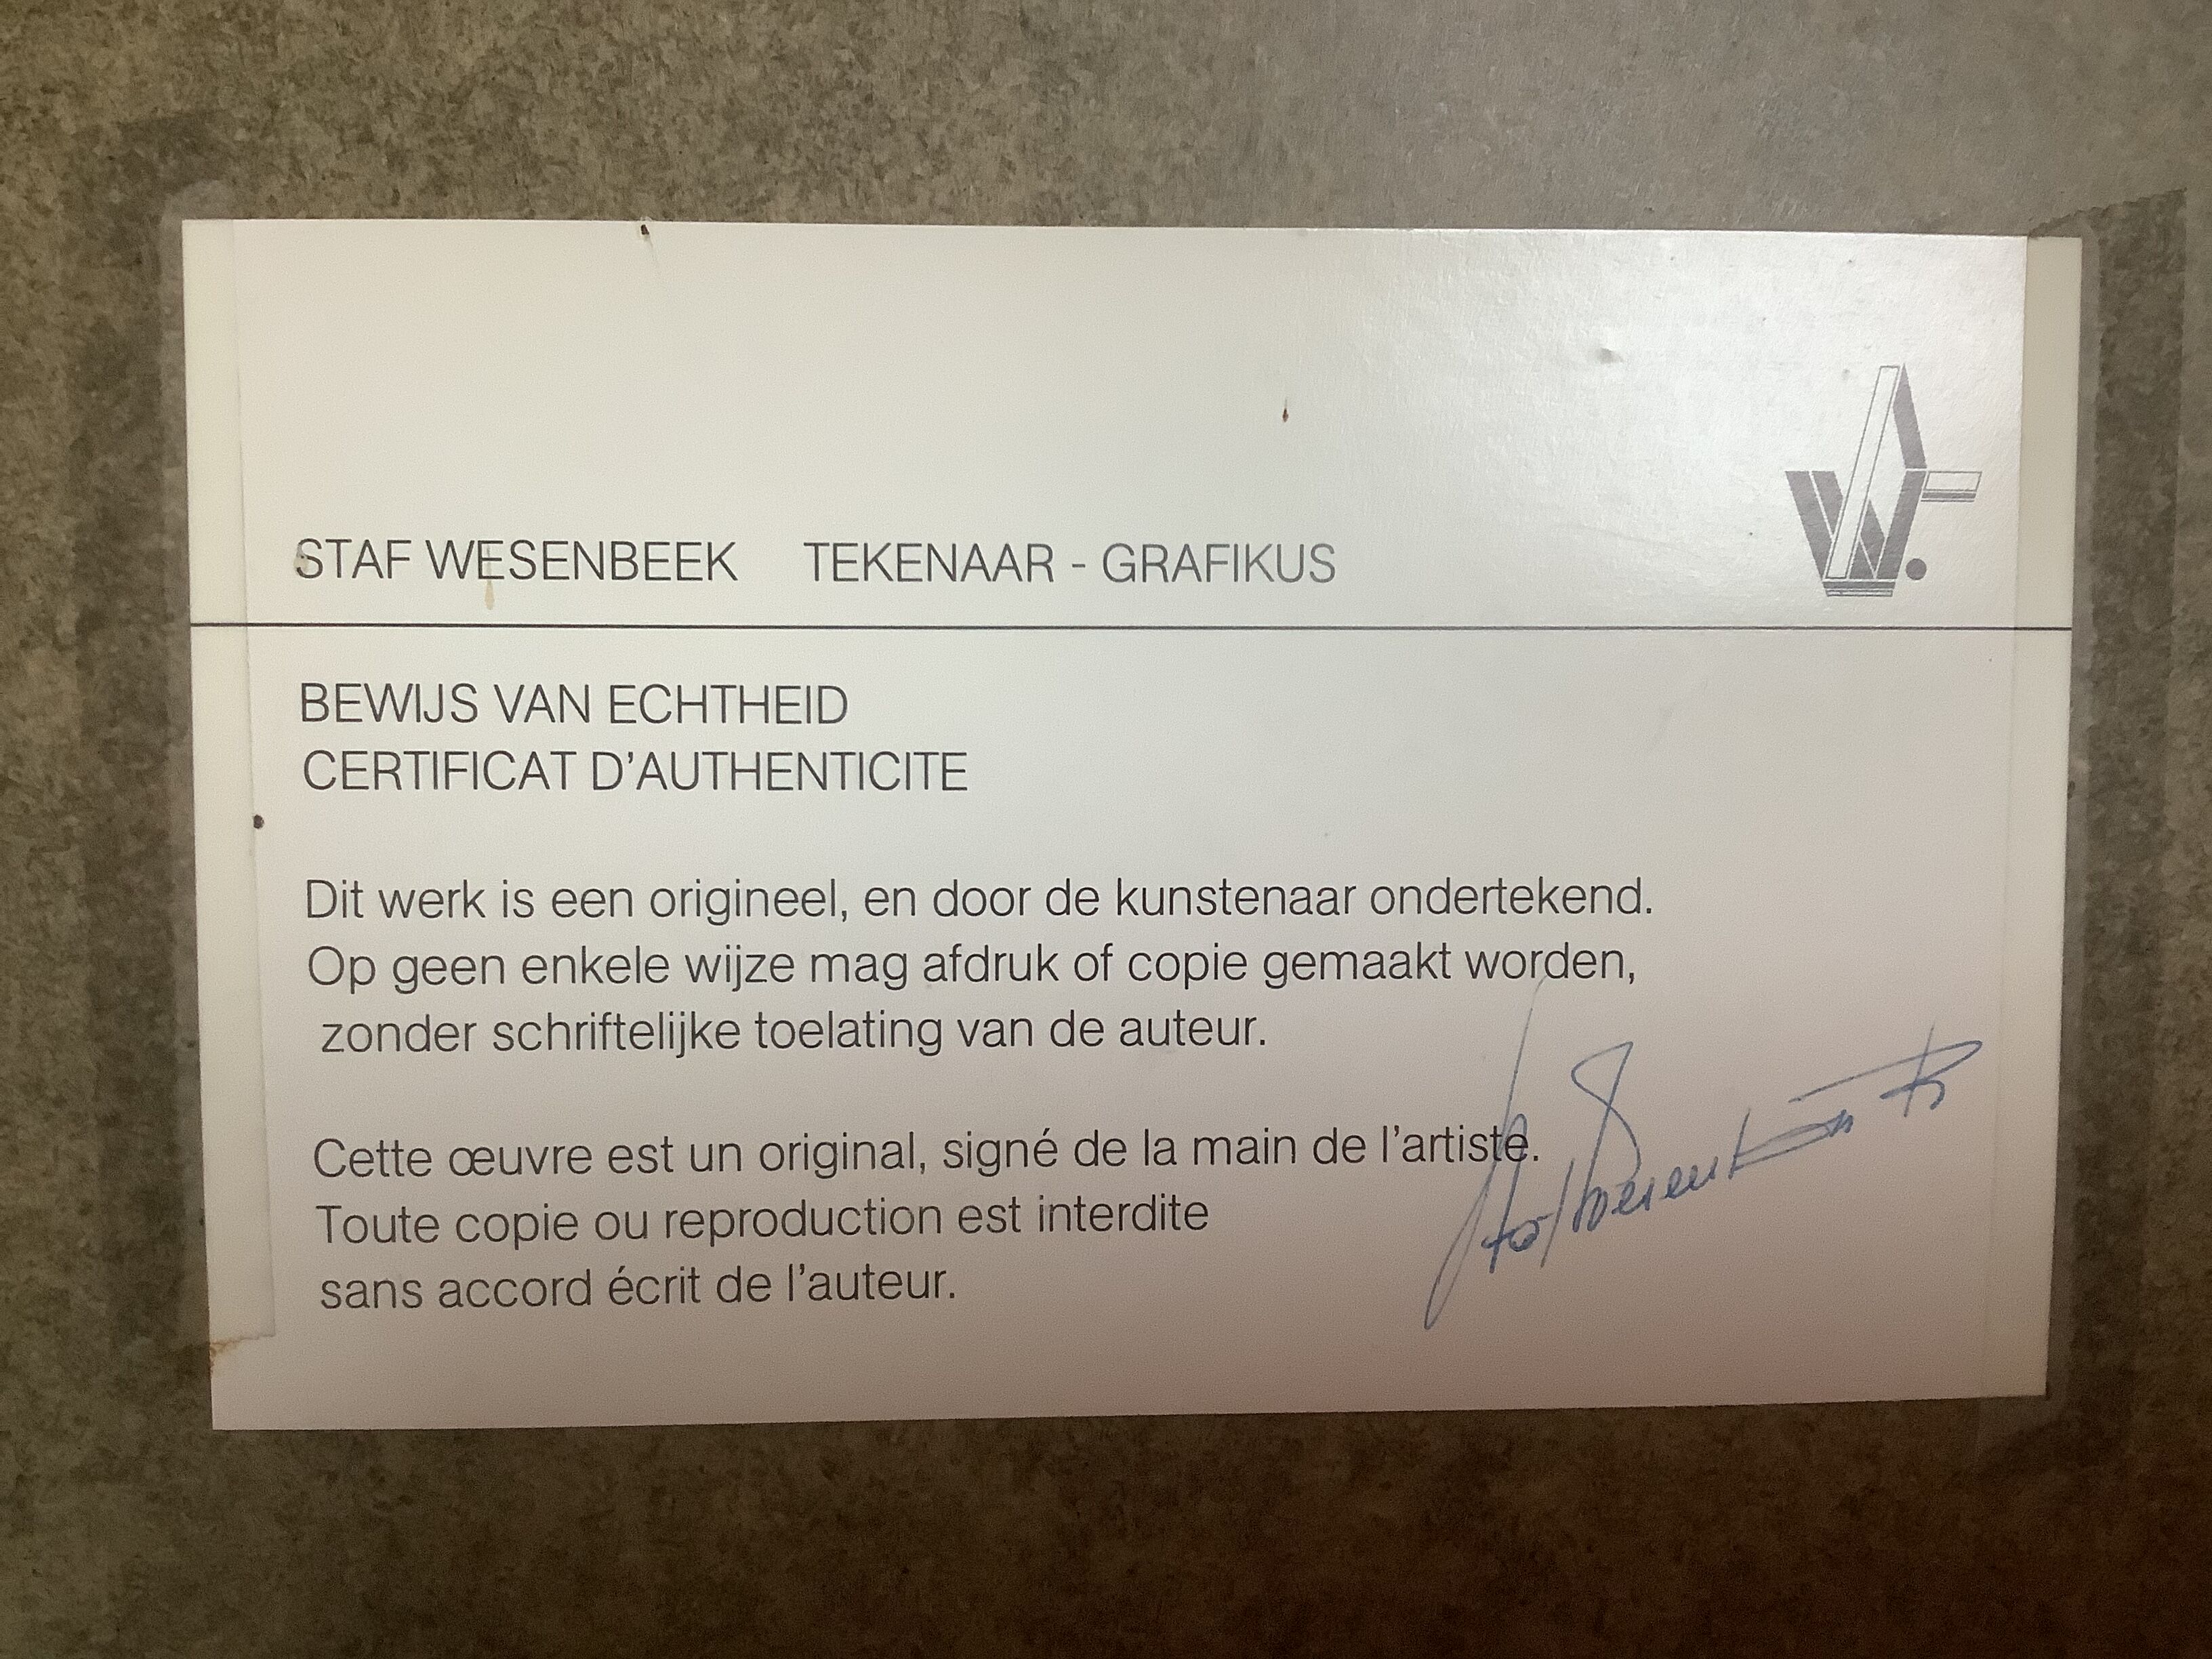 STAF WESENBEEK TEKENAAR - GRAFIKUS
W.
BEWIJS VAN ECHTHEID
CERTIFICAT D'AUTHENTICITE
Dit werk is een origineel, en door de kunstenaar ondertekend.
Op geen enkele wijze mag afdruk of copie gemaakt worden,
zonder schriftelijke toelating van de auteur.
Cette œuvre est un original, signé de la main de l'artiste.
Toute copie ou reproduction est interdite
sans accord écrit de l'auteur.